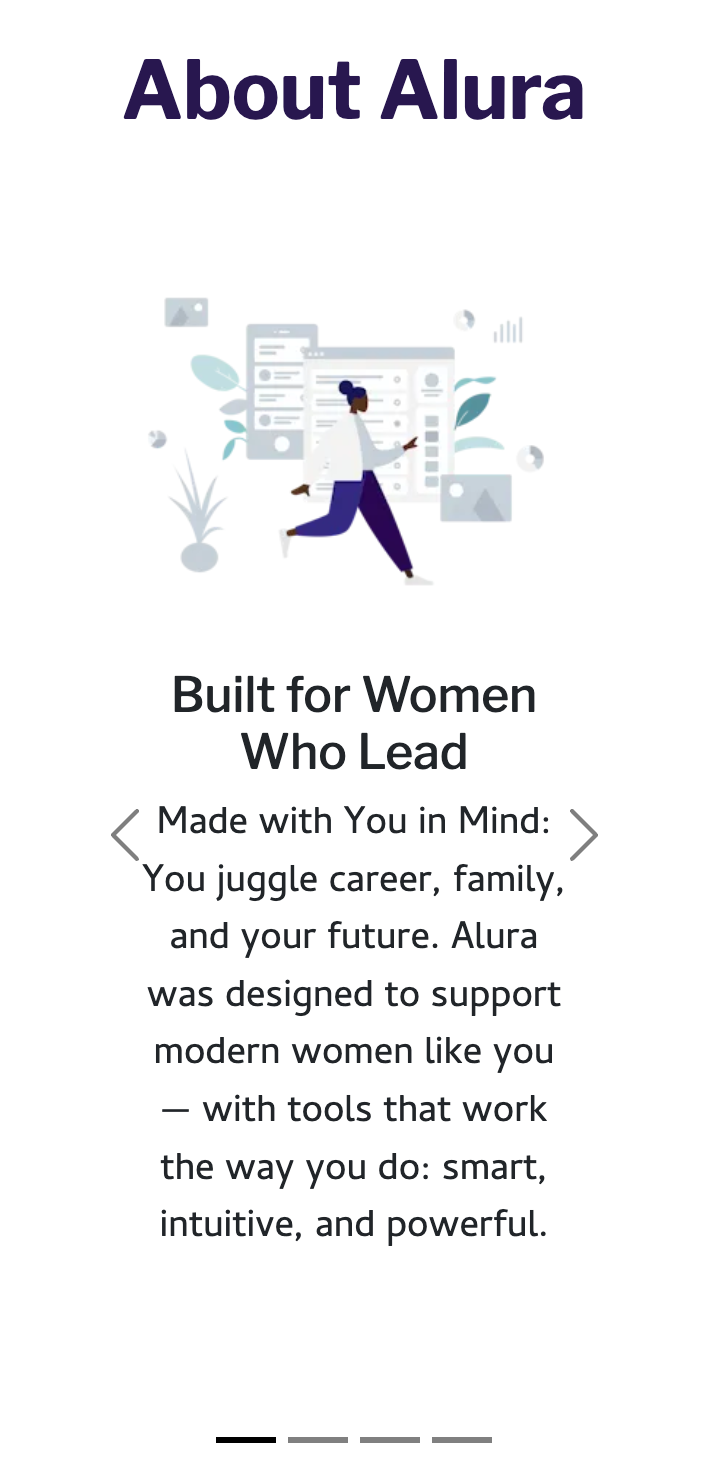 About Alura
Built for Women
Who Lead
Made with You in Mind:
You juggle career, family,
and your future. Alura
was designed to support
modern women like you
— with tools that work
the way you do: smart,
intuitive, and powerful.